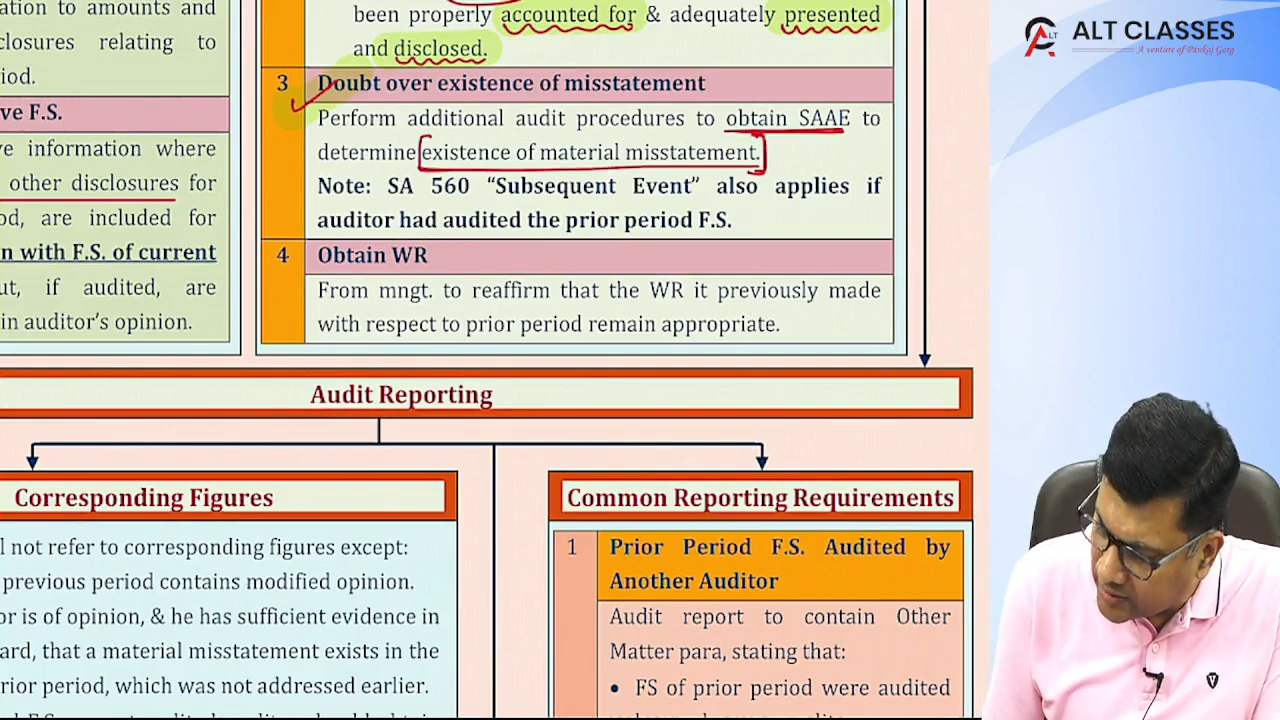 ation to amounts and
closures relating to
iod.
ve F.S.
ve information where
other disclosures for
od, are included for
n with F.S. of current
ut, if audited, are
in auditor's opinion.
been properly accounted for & adequately presented
and disclosed.
3 Doubt over existence of misstatement
Perform additional audit procedures to obtain SAAE to
determine existence of material misstatement.
Note: SA 560 “Subsequent Event” also applies if
auditor had audited the prior period F.S.
4 Obtain WR
From mngt. to reaffirm that the WR it previously made
with respect to prior period remain appropriate.
Audit Reporting
Corresponding Figures
l not refer to corresponding figures except:
previous period contains modified opinion.
or is of opinion, & he has sufficient evidence in
ard, that a material misstatement exists in the
rior period, which was not addressed earlier.
Common Reporting Requirements
1 Prior Period F.S. Audited by
Another Auditor
Audit report to contain Other
Matter para, stating that:
• FS of prior period were audited
ALT
ALT CLASSES
A venture of Pankaj Garg